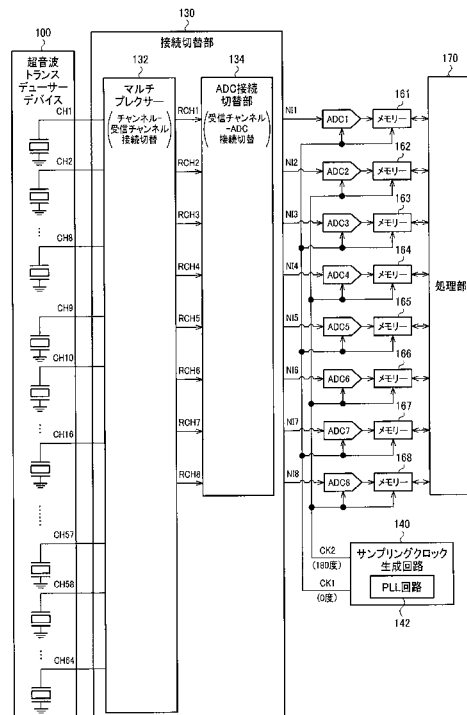 100
超音波
トランス
デューサー
デバイス
130
接続切替部
132
マルチ
プレクサー
(チャンネル-
受信チャンネル
接続切替)
134
ADC接続
切替部
(受信チャンネル
-ADC
接続切替)
170
処理部
CH1
CH2
⋮
CH8
CH9
CH10
⋮
CH16
⋮
CH57
CH58
⋮
CH64
RCH1
RCH2
RCH3
RCH4
RCH5
RCH6
RCH7
RCH8
NI1
ADC1
メモリー
161
NI2
ADC2
メモリー
162
NI3
ADC3
メモリー
163
NI4
ADC4
メモリー
164
NI5
ADC5
メモリー
165
NI6
ADC6
メモリー
166
NI7
ADC7
メモリー
167
NI8
ADC8
メモリー
168
CK2
(180度)
CK1
(0度)
140
サンプリングクロック
生成回路
PLL回路
142